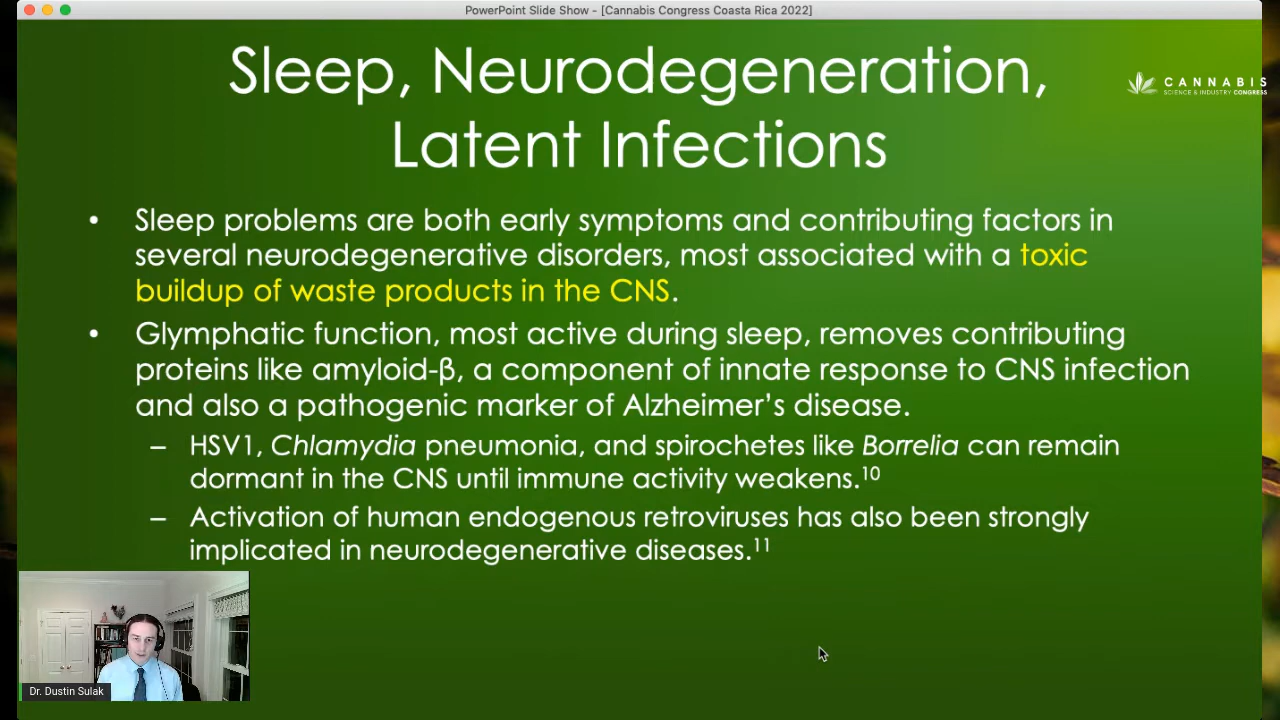 PowerPoint Slide Show - [Cannabis Congress Coasta Rica 2022]
Sleep, Neurodegeneration,
Latent Infections
CANNABIS
SCIENCE & INDUSTRY CONGRESS
• Sleep problems are both early symptoms and contributing factors in
several neurodegenerative disorders, most associated with a toxic
buildup of waste products in the CNS.
• Glymphatic function, most active during sleep, removes contributing
proteins like amyloid-β, a component of innate response to CNS infection
and also a pathogenic marker of Alzheimer’s disease.
– HSV1, Chlamydia pneumonia, and spirochetes like Borrelia can remain
dormant in the CNS until immune activity weakens.¹⁰
– Activation of human endogenous retroviruses has also been strongly
implicated in neurodegenerative diseases.¹¹
Dr. Dustin Sulak